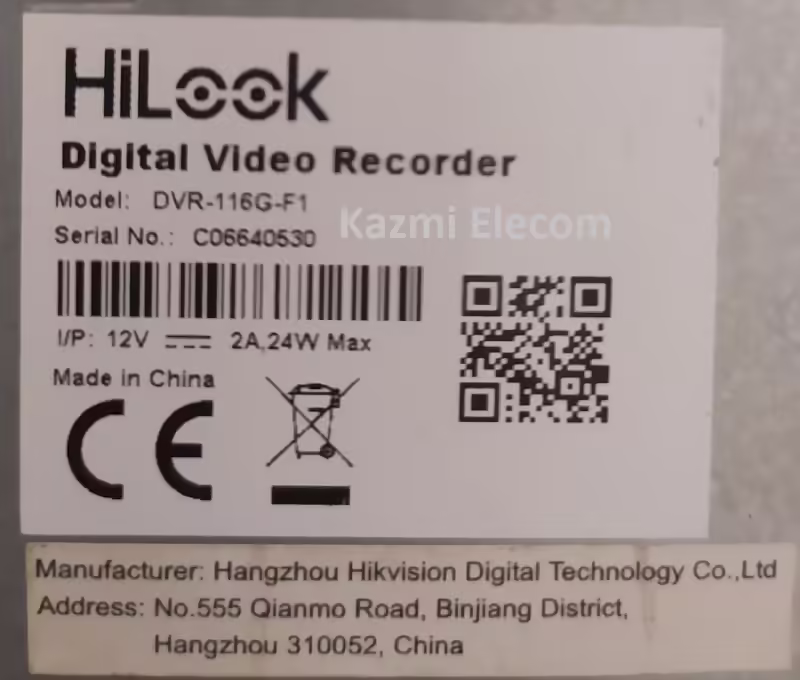 HiLook
Digital Video Recorder
Model: DVR-116G-F1
Kazmi Elecom
Serial No.: C06640530
I/P: 12V ⎓ 2A,24W Max
Made in China
CE
Manufacturer: Hangzhou Hikvision Digital Technology Co.,Ltd
Address: No.555 Qianmo Road, Binjiang District,
Hangzhou 310052, China